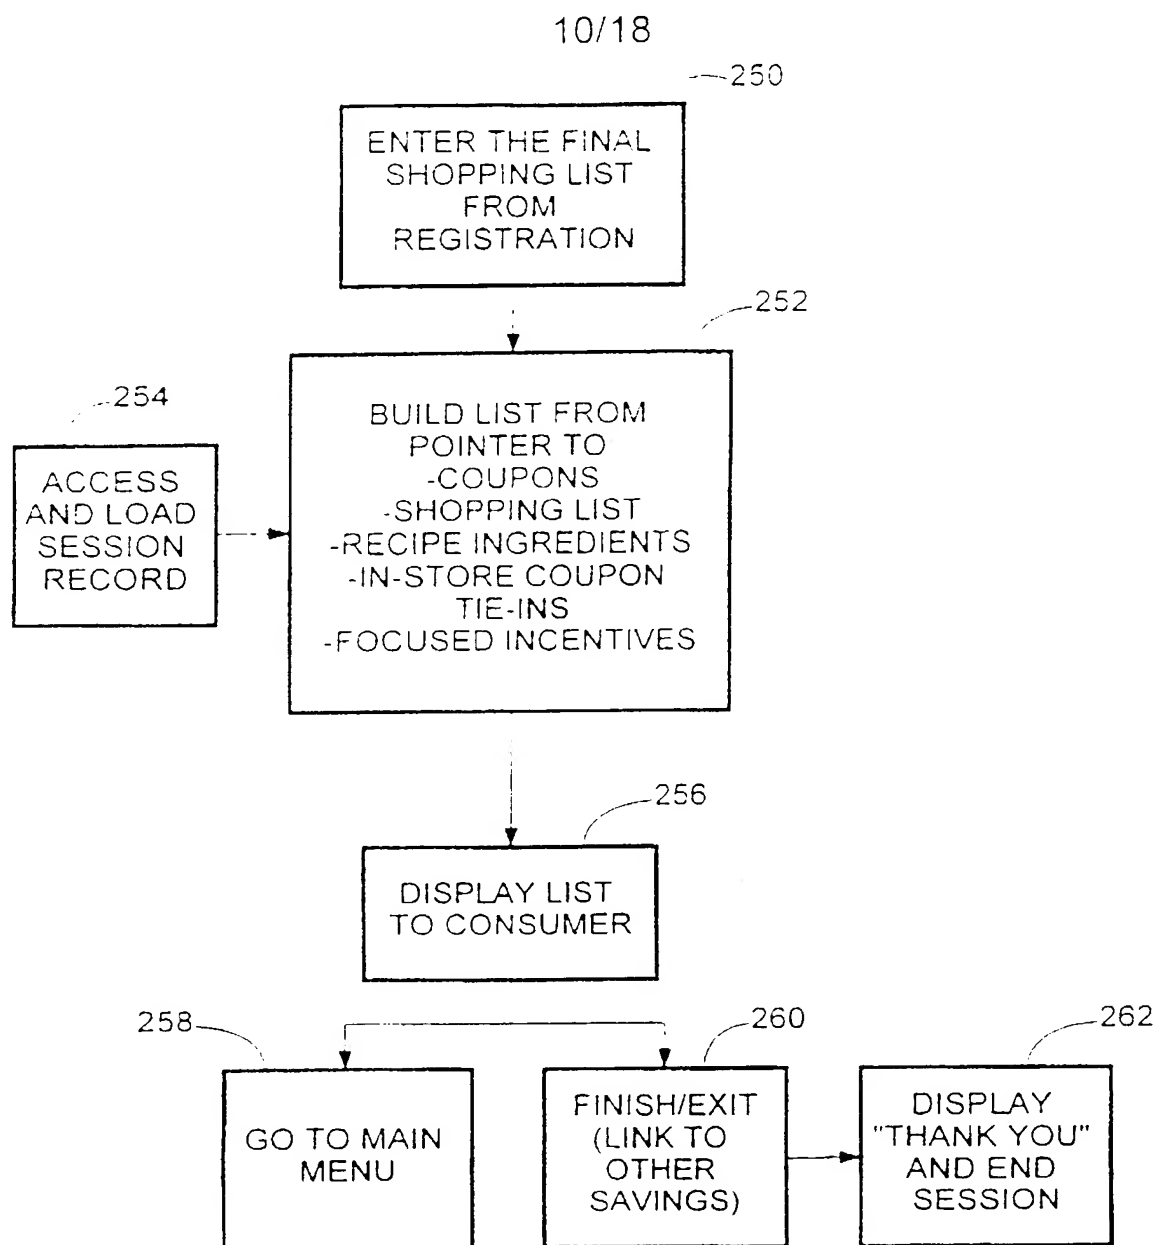 10/18
250
ENTER THE FINAL
SHOPPING LIST
FROM
REGISTRATION
252
254
ACCESS
AND LOAD
SESSION
RECORD
BUILD LIST FROM
POINTER TO
-COUPONS
-SHOPPING LIST
-RECIPE INGREDIENTS
-IN-STORE COUPON
TIE-INS
-FOCUSED INCENTIVES
256
DISPLAY LIST
TO CONSUMER
258
GO TO MAIN
MENU
260
FINISH/EXIT
(LINK TO
OTHER
SAVINGS)
262
DISPLAY
"THANK YOU"
AND END
SESSION